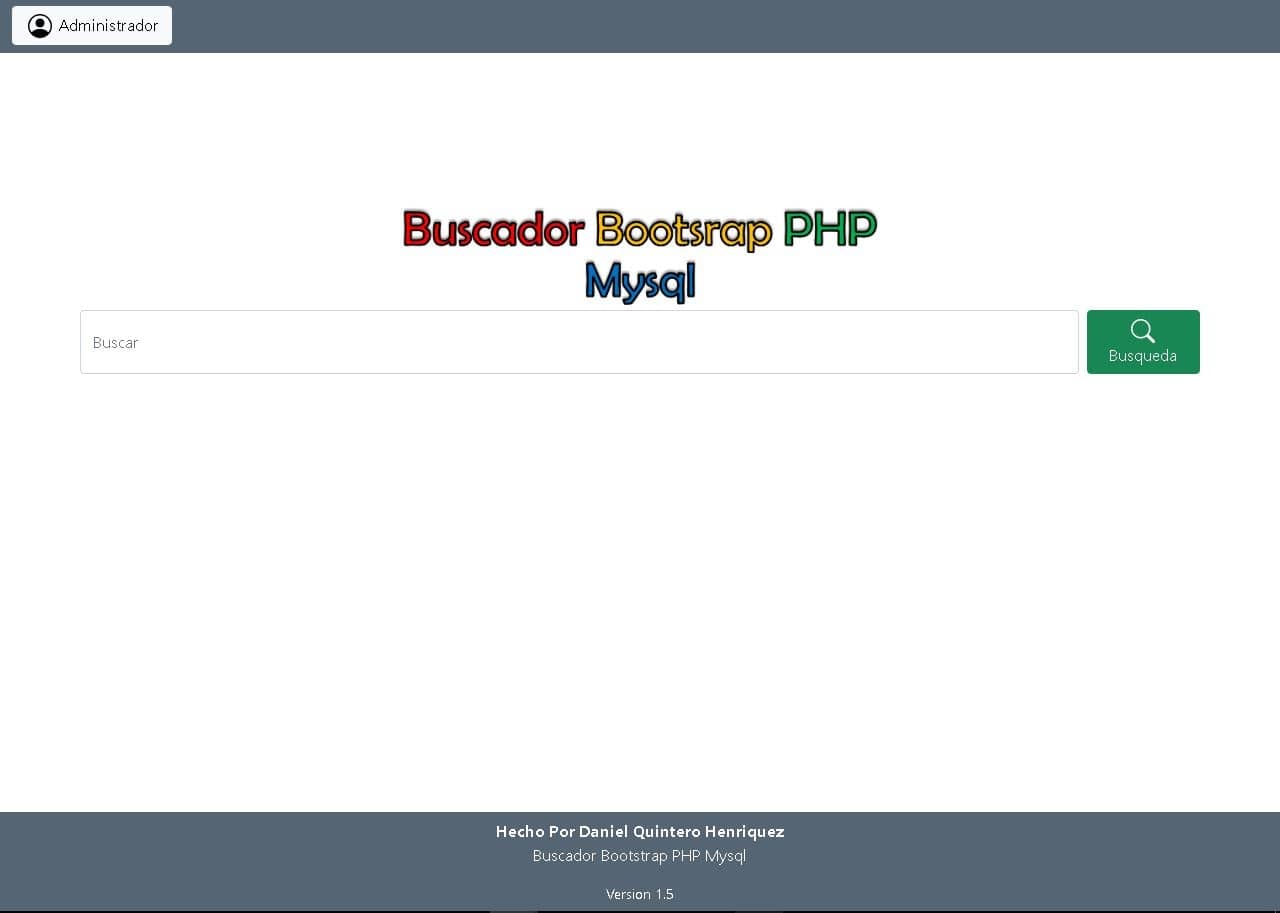 Administrador
Buscador Bootsrap PHP
Mysql
Buscar
Busqueda
Hecho Por Daniel Quintero Henriquez
Buscador Bootstrap PHP Mysql
Version 1.5